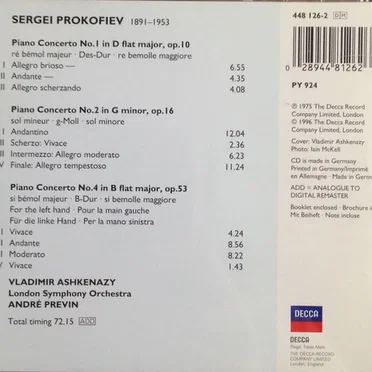 SERGEI PROKOFIEV 1891–1953
Piano Concerto No.1 in D flat major, op.10
ré bémol majeur · Des-Dur · re bemolle maggiore
I Allegro brioso — 6.55
II Andante — 4.35
III Allegro scherzando 4.08
Piano Concerto No.2 in G minor, op.16
sol mineur · g-Moll · sol minore
I Andantino 12.04
II Scherzo: Vivace 2.36
III Intermezzo: Allegro moderato 6.23
V Finale: Allegro tempestoso 11.24
Piano Concerto No.4 in B flat major, op.53
si bémol majeur · B-Dur · si bemolle maggiore
For the left hand · Pour la main gauche
Für die linke Hand · Per la mano sinistra
I Vivace 4.24
II Andante 8.56
I Moderato 8.22
V Vivace 1.43
VLADIMIR ASHKENAZY
London Symphony Orchestra
ANDRÉ PREVIN
Total timing 72.15 ADD
448 126-2 DH
0 28944 81262
PY 924
℗ 1975 The Decca Record
Company Limited, London
© 1996 The Decca Record
Company Limited, London
Cover: Vladimir Ashkenazy
Photo: Iain McKell
CD is made in Germany
Printed in Germany/Imprimé
en Allemagne · Made in
ADD = ANALOGUE TO
DIGITAL REMASTER
Booklet enclosed · Brochure in
Mit Beiheft · Note incluse
DECCA
DECCA
THE DECCA RECORD
COMPANY LIMITED
London, England